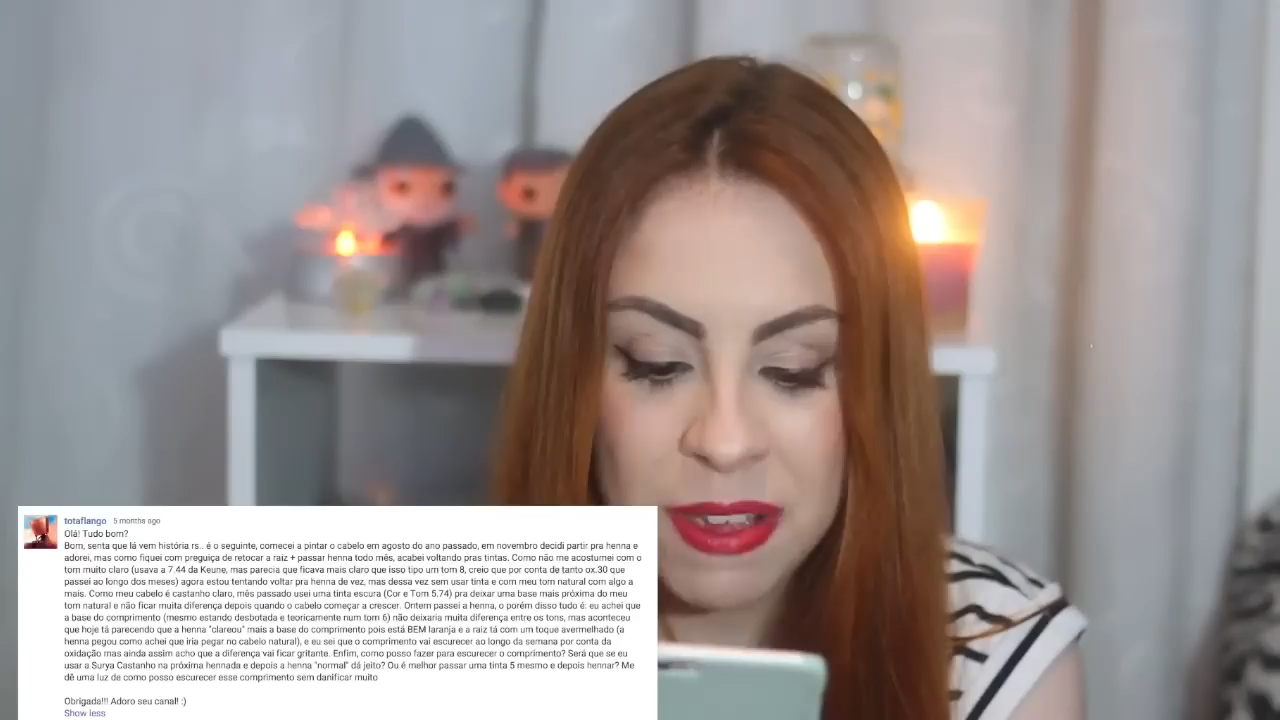 totaflango 5 months ago
Olá! Tudo bom?
Bom, senta que lá vem história rs.. é o seguinte, comecei a pintar o cabelo em agosto do ano passado, em novembro decidi partir pra henna e
adorei, mas como fiquei com preguiça de retocar a raiz + passar henna todo mês, acabei voltando pras tintas. Como não me acostumei com o
tom muito claro (usava a 7.44 da Keune, mas parecia que ficava mais claro que isso tipo um tom 8, creio que por conta de tanto ox.30 que
passei ao longo dos meses) agora estou tentando voltar pra henna de vez, mas dessa vez sem usar tinta e com meu tom natural com algo a
mais. Como meu cabelo é castanho claro, mês passado usei uma tinta escura (Cor e Tom 5.74) pra deixar uma base mais próxima do meu
tom natural e não ficar muita diferença depois quando o cabelo começar a crescer. Ontem passei a henna, o porém disso tudo é: eu achei que
a base do comprimento (mesmo estando desbotada e teoricamente num tom 6) não deixaria muita diferença entre os tons, mas aconteceu
que hoje tá parecendo que a henna "clareou" mais a base do comprimento pois está BEM laranja e a raiz tá com um toque avermelhado (a
henna pegou como achei que iria pegar no cabelo natural), e eu sei que o comprimento vai escurecer ao longo da semana por conta da
oxidação mas ainda assim acho que a diferença vai ficar gritante. Enfim, como posso fazer para escurecer o comprimento? Será que se eu
usar a Surya Castanho na próxima hennada e depois a henna "normal" dá jeito? Ou é melhor passar uma tinta 5 mesmo e depois hennar? Me
dê uma luz de como posso escurecer esse comprimento sem danificar muito
Obrigada!!! Adoro seu canal! :)
Show less